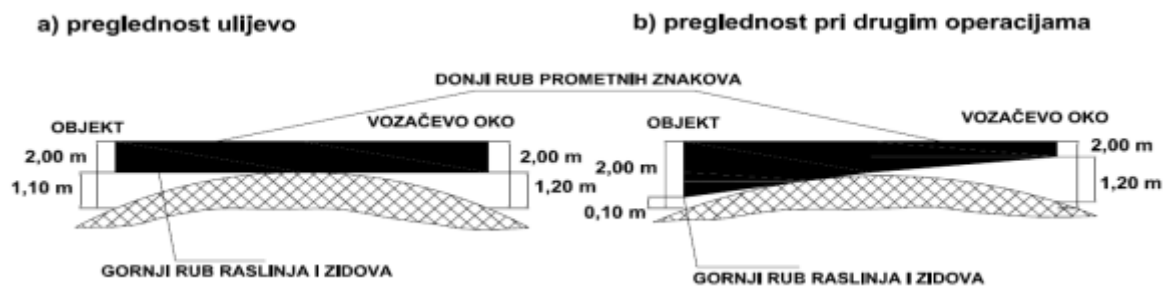 a) preglednost ulijevo
b) preglednost pri drugim operacijama
DONJI RUB PROMETNIH ZNAKOVA
OBJEKT
VOZAČEVO OKO
2,00 m
2,00 m
1,10 m
1,20 m
GORNJI RUB RASLINJA I ZIDOVA
OBJEKT
VOZAČEVO OKO
2,00 m
2,00 m
1,20 m
0,10 m
GORNJI RUB RASLINJA I ZIDOVA